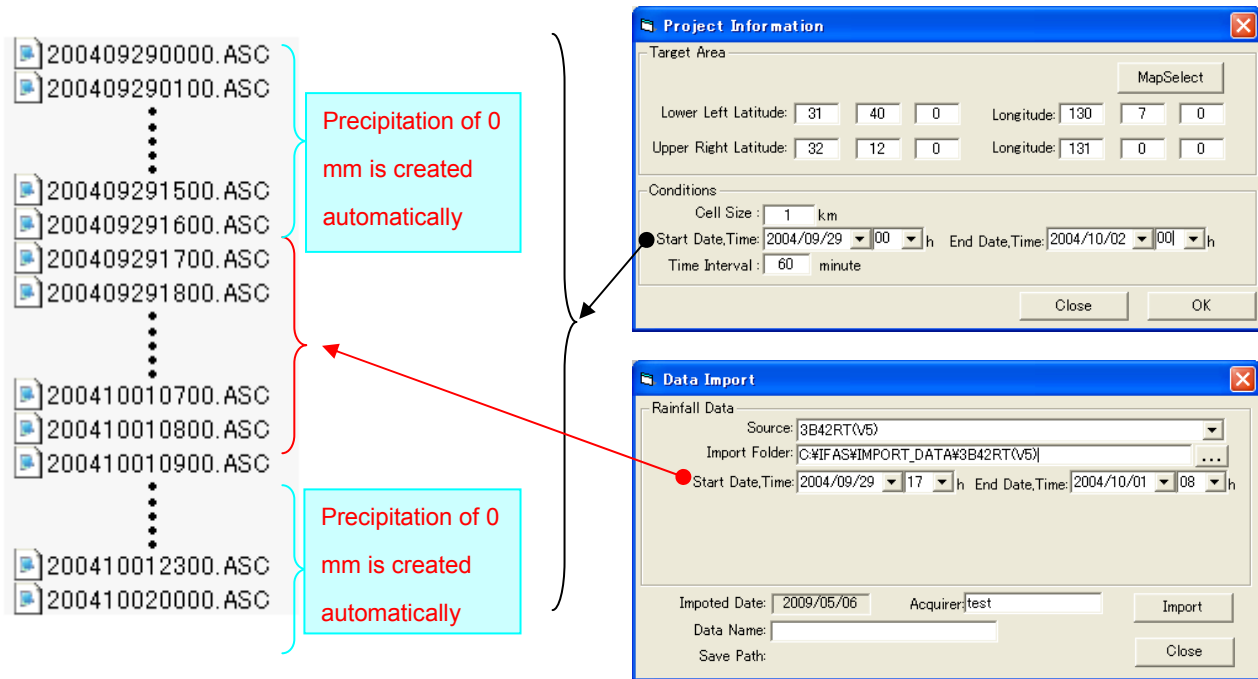 200409290000.ASC
200409290100.ASC
200409291500.ASC
200409291600.ASC
200409291700.ASC
200409291800.ASC
200410010700.ASC
200410010800.ASC
200410010900.ASC
200410012300.ASC
200410020000.ASC
Precipitation of 0
mm is created
automatically
Precipitation of 0
mm is created
automatically
Project Information
Target Area
MapSelect
Lower Left Latitude: 31 40 0 Longitude: 130 7 0
Upper Right Latitude: 32 12 0 Longitude: 131 0 0
Conditions
Cell Size : 1 km
Start Date,Time: 2004/09/29 00 h End Date,Time: 2004/10/02 00 h
Time Interval : 60 minute
Close OK
Data Import
Rainfall Data
Source: 3B42RT(V5)
Import Folder: C:¥IFAS¥IMPORT_DATA¥3B42RT(V5) ...
Start Date,Time: 2004/09/29 17 h End Date,Time: 2004/10/01 08 h
Impoted Date: 2009/05/06 Acquirer: test Import
Data Name:
Save Path: Close